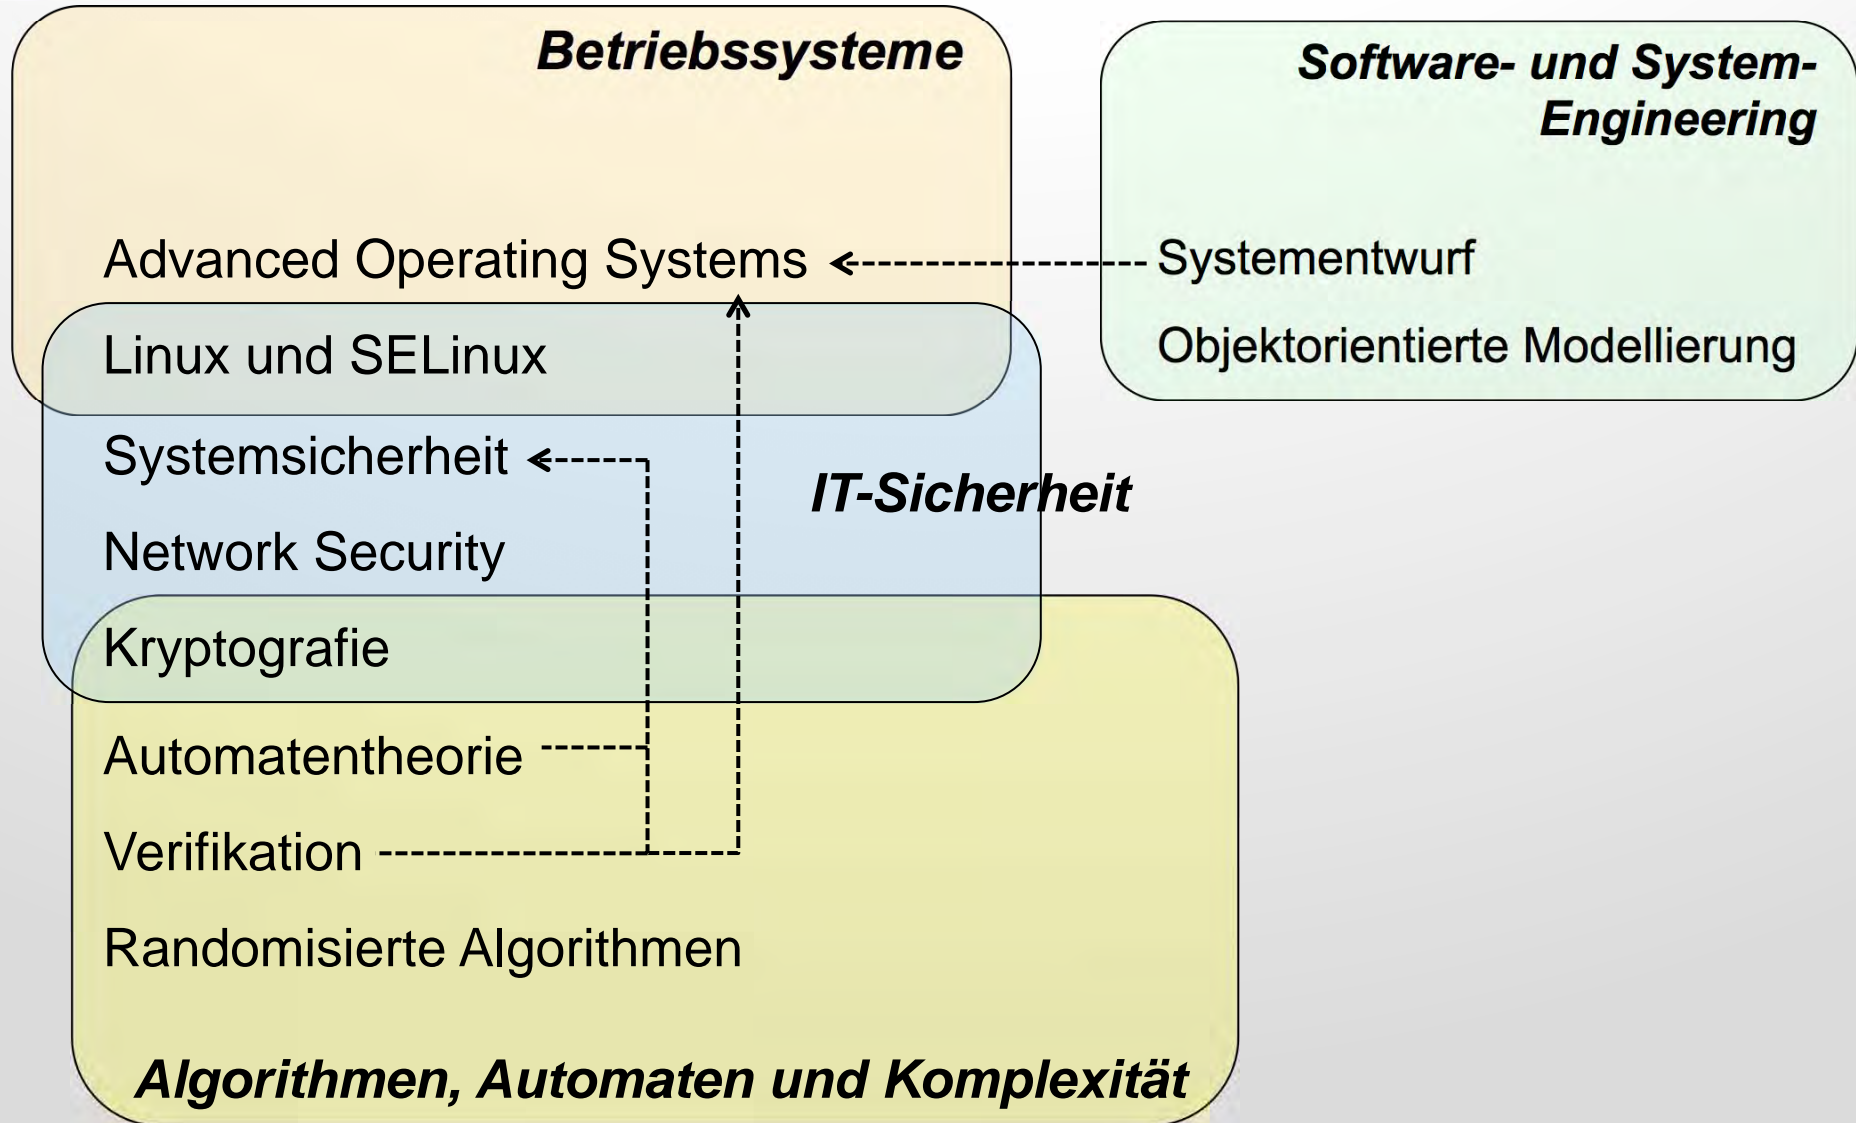 Betriebssysteme
Advanced Operating Systems
Linux und SELinux
Systemsicherheit
Network Security
Kryptografie
IT-Sicherheit
Automatentheorie
Verifikation
Randomisierte Algorithmen
Algorithmen, Automaten und Komplexität
Software- und System-
Engineering
Systementwurf
Objektorientierte Modellierung